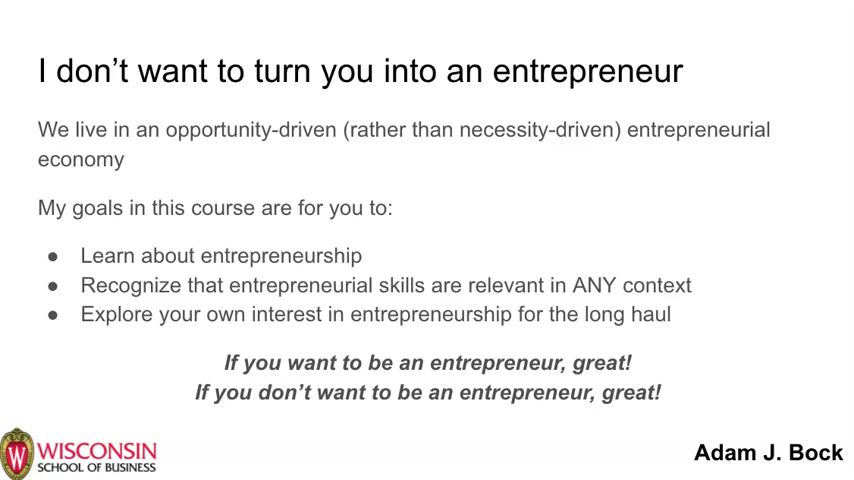 I don’t want to turn you into an entrepreneur
We live in an opportunity-driven (rather than necessity-driven) entrepreneurial
economy
My goals in this course are for you to:
● Learn about entrepreneurship
● Recognize that entrepreneurial skills are relevant in ANY context
● Explore your own interest in entrepreneurship for the long haul
If you want to be an entrepreneur, great!
If you don’t want to be an entrepreneur, great!
W
WISCONSIN
SCHOOL OF BUSINESS
Adam J. Bock